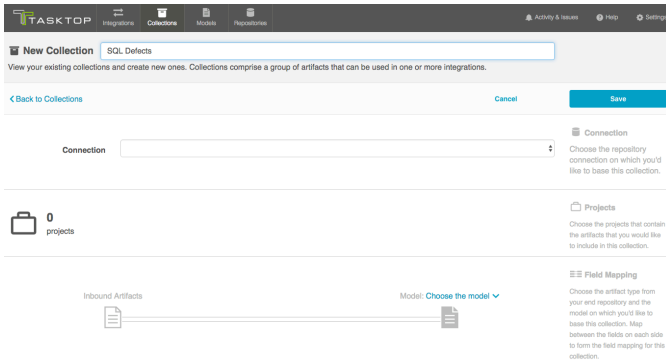 TASKTOP
Integrations
Collections
Models
Repositories
Activity & Issues
Help
Settings
New Collection
SQL Defects
View your existing collections and create new ones. Collections comprise a group of artifacts that can be used in one or more integrations.
Back to Collections
Cancel
Save
Connection
Connection
Choose the repository
connection on which you'd
like to base this collection.
0
projects
Projects
Choose the projects that contain
the artifacts that you would like
to include in this collection.
Inbound Artifacts
Model: Choose the model
Field Mapping
Choose the artifact type from
your end repository and the
model on which you'd like to
base this collection. Map
between the fields on each side
to form the field mapping for this
collection.